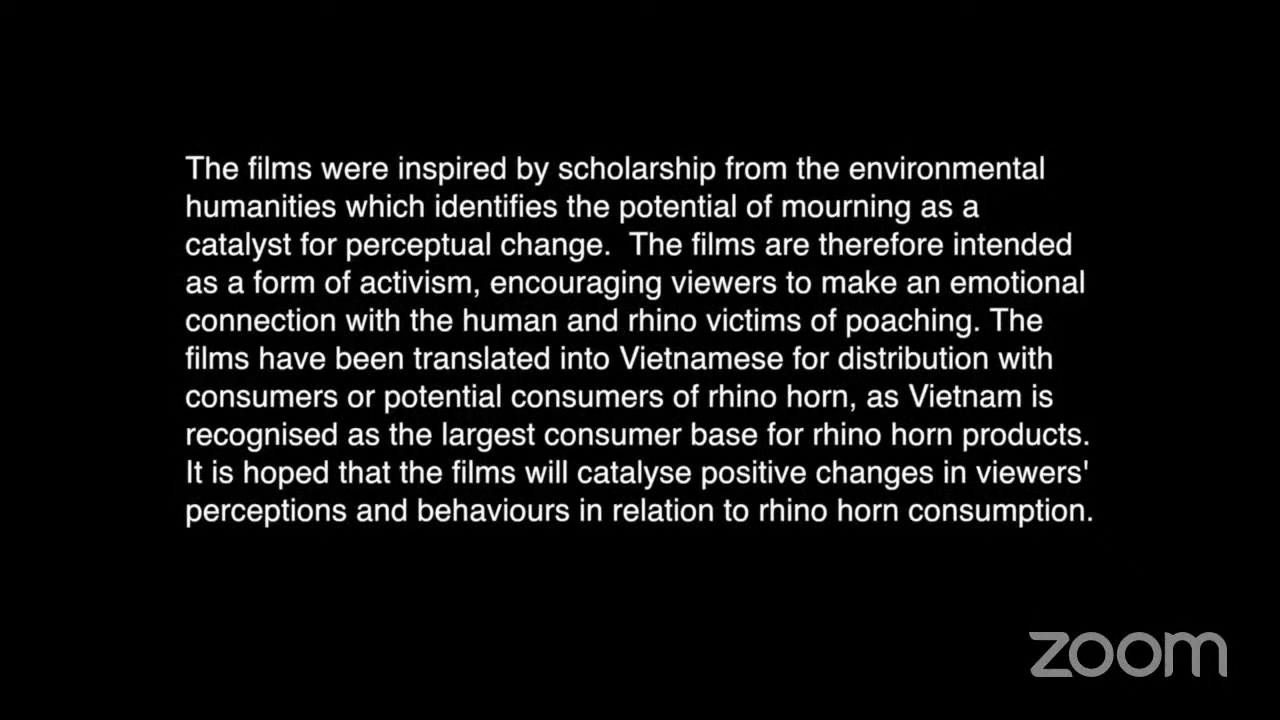 The films were inspired by scholarship from the environmental
humanities which identifies the potential of mourning as a
catalyst for perceptual change.  The films are therefore intended
as a form of activism, encouraging viewers to make an emotional
connection with the human and rhino victims of poaching. The
films have been translated into Vietnamese for distribution with
consumers or potential consumers of rhino horn, as Vietnam is
recognised as the largest consumer base for rhino horn products.
It is hoped that the films will catalyse positive changes in viewers'
perceptions and behaviours in relation to rhino horn consumption.
zoom